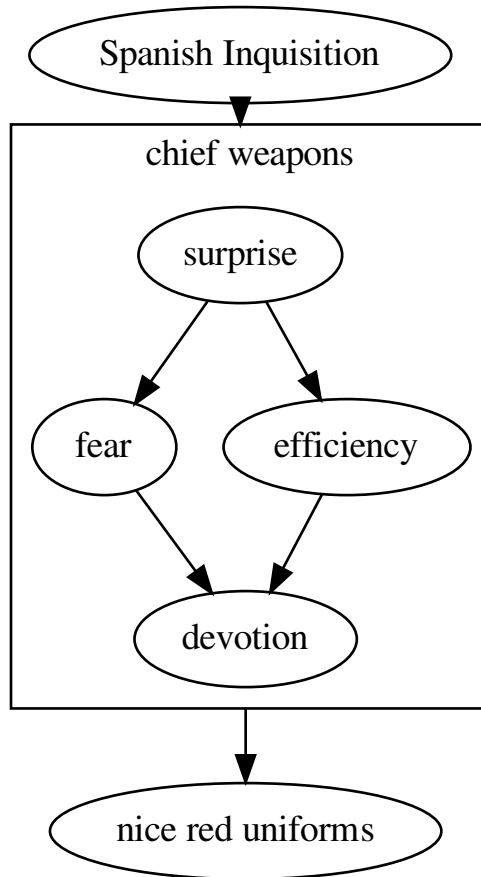 Spanish Inquisition
chief weapons
surprise
fear
efficiency
devotion
nice red uniforms